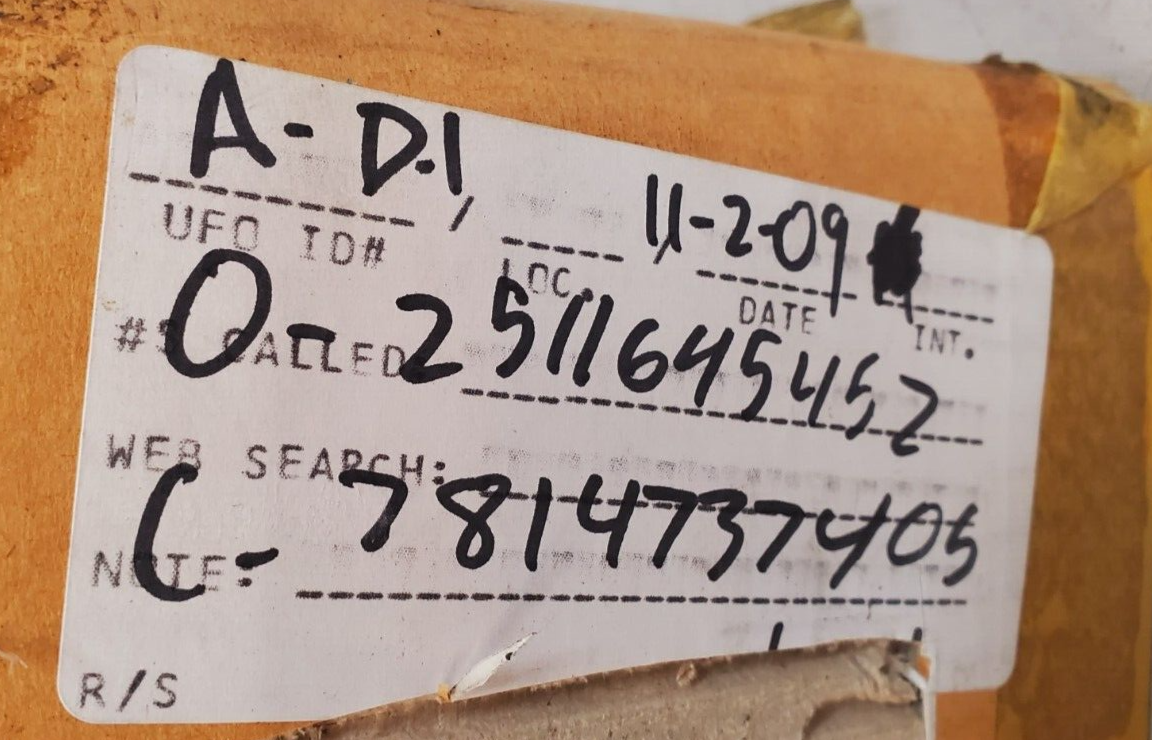 A- D.1, 11-2-09
UFO ID# LOC. DATE INT.
O- 2511645452
CALLED
WEB SEARCH:
C- 7814737405
NOTE:
R/S